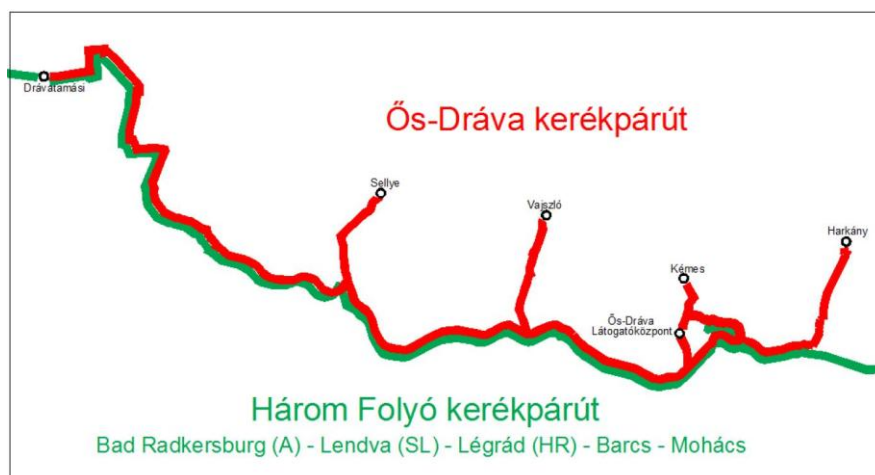 Drávatamási
Ős-Dráva kerékpárút
Sellye
Vajszló
Harkány
Kémes
Ős-Dráva
Látogatóközpont
Három Folyó kerékpárút
Bad Radkersburg (A) - Lendva (SL) - Légrád (HR) - Barcs - Mohács